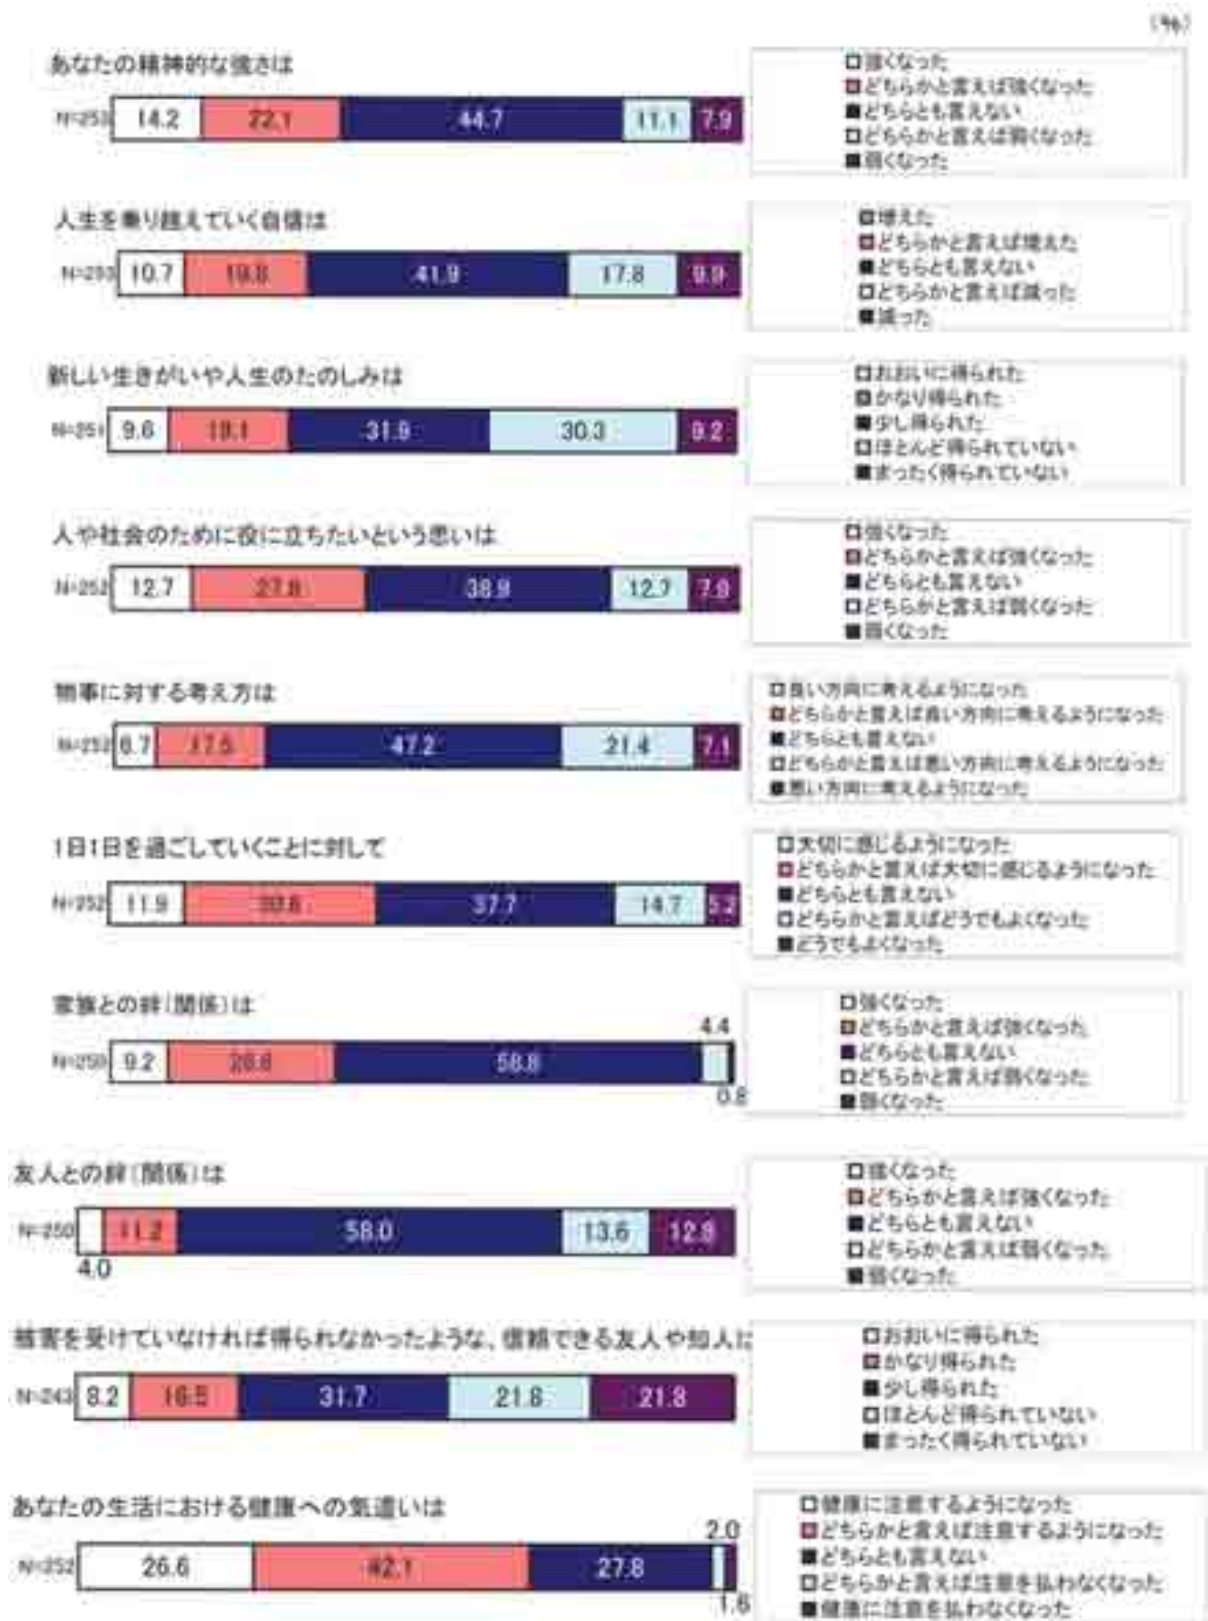 (%)
あなたの精神的な強さは
N=253 14.2 22.1 44.7 11.1 7.9
□強くなった
■どちらかと言えば強くなった
■どちらとも言えない
□どちらかと言えば弱くなった
■弱くなった
人生を乗り越えていく自信は
N=253 10.7 19.8 41.9 17.8 9.9
■増えた
■どちらかと言えば増えた
■どちらとも言えない
□どちらかと言えば減った
■減った
新しい生きがいや人生のたのしみは
N=251 9.6 19.1 31.9 30.3 9.2
□おおいに得られた
■かなり得られた
■少し得られた
□ほとんど得られていない
■まったく得られていない
人や社会のために役に立ちたいという思いは
N=252 12.7 27.8 38.9 12.7 7.9
□強くなった
■どちらかと言えば強くなった
■どちらとも言えない
□どちらかと言えば弱くなった
■弱くなった
物事に対する考え方は
N=252 6.7 17.5 47.2 21.4 7.1
□良い方向に考えるようになった
■どちらかと言えば良い方向に考えるようになった
■どちらとも言えない
□どちらかと言えば悪い方向に考えるようになった
■悪い方向に考えるようになった
1日1日を過ごしていくことに対して
N=252 11.9 30.6 37.7 14.7 5.2
□大切に感じるようになった
■どちらかと言えば大切に感じるようになった
■どちらとも言えない
□どちらかと言えばどうでもよくなった
■どうでもよくなった
家族との絆(関係)は
N=250 9.2 26.8 58.8 4.4 0.8
□強くなった
■どちらかと言えば強くなった
■どちらとも言えない
□どちらかと言えば弱くなった
■弱くなった
友人との絆(関係)は
N=250 4.0 11.2 58.0 13.6 12.8
□強くなった
■どちらかと言えば強くなった
■どちらとも言えない
□どちらかと言えば弱くなった
■弱くなった
被害を受けていなければ得られなかったような、信頼できる友人や知人に
N=243 8.2 16.5 31.7 21.8 21.8
□おおいに得られた
■かなり得られた
■少し得られた
□ほとんど得られていない
■まったく得られていない
あなたの生活における健康への気遣いは
N=252 26.6 42.1 27.8 2.0 1.6
□健康に注意するようになった
■どちらかと言えば注意するようになった
■どちらとも言えない
□どちらかと言えば注意を払わなくなった
■健康に注意を払わなくなった